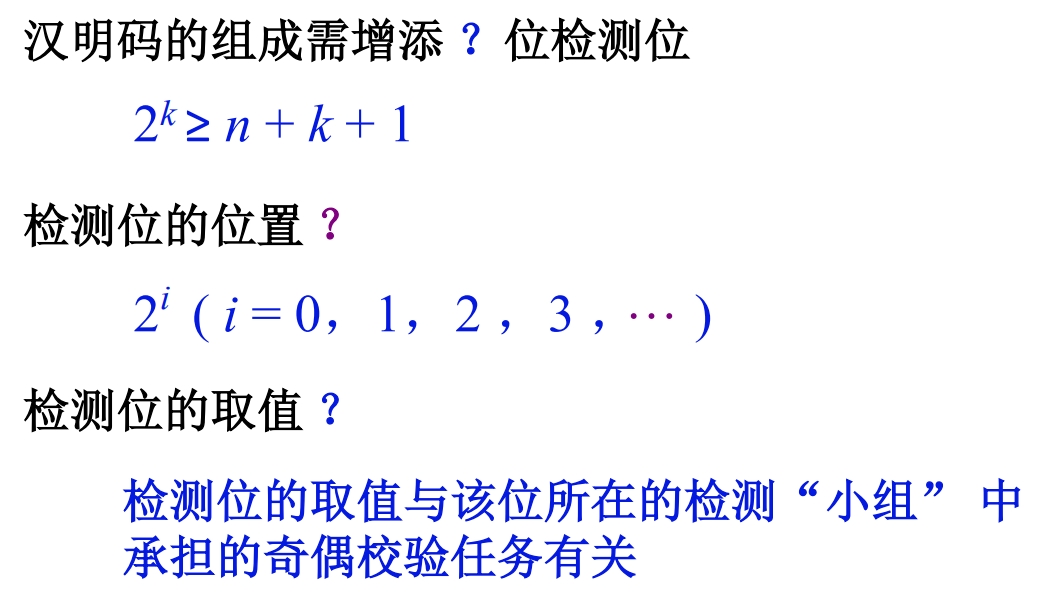 汉明码的组成需增添 ？位检测位
2^k ≥ n + k + 1
检测位的位置 ？
2^i ( i = 0，1，2 ，3 ，··· )
检测位的取值 ？
检测位的取值与该位所在的检测“小组” 中
承担的奇偶校验任务有关